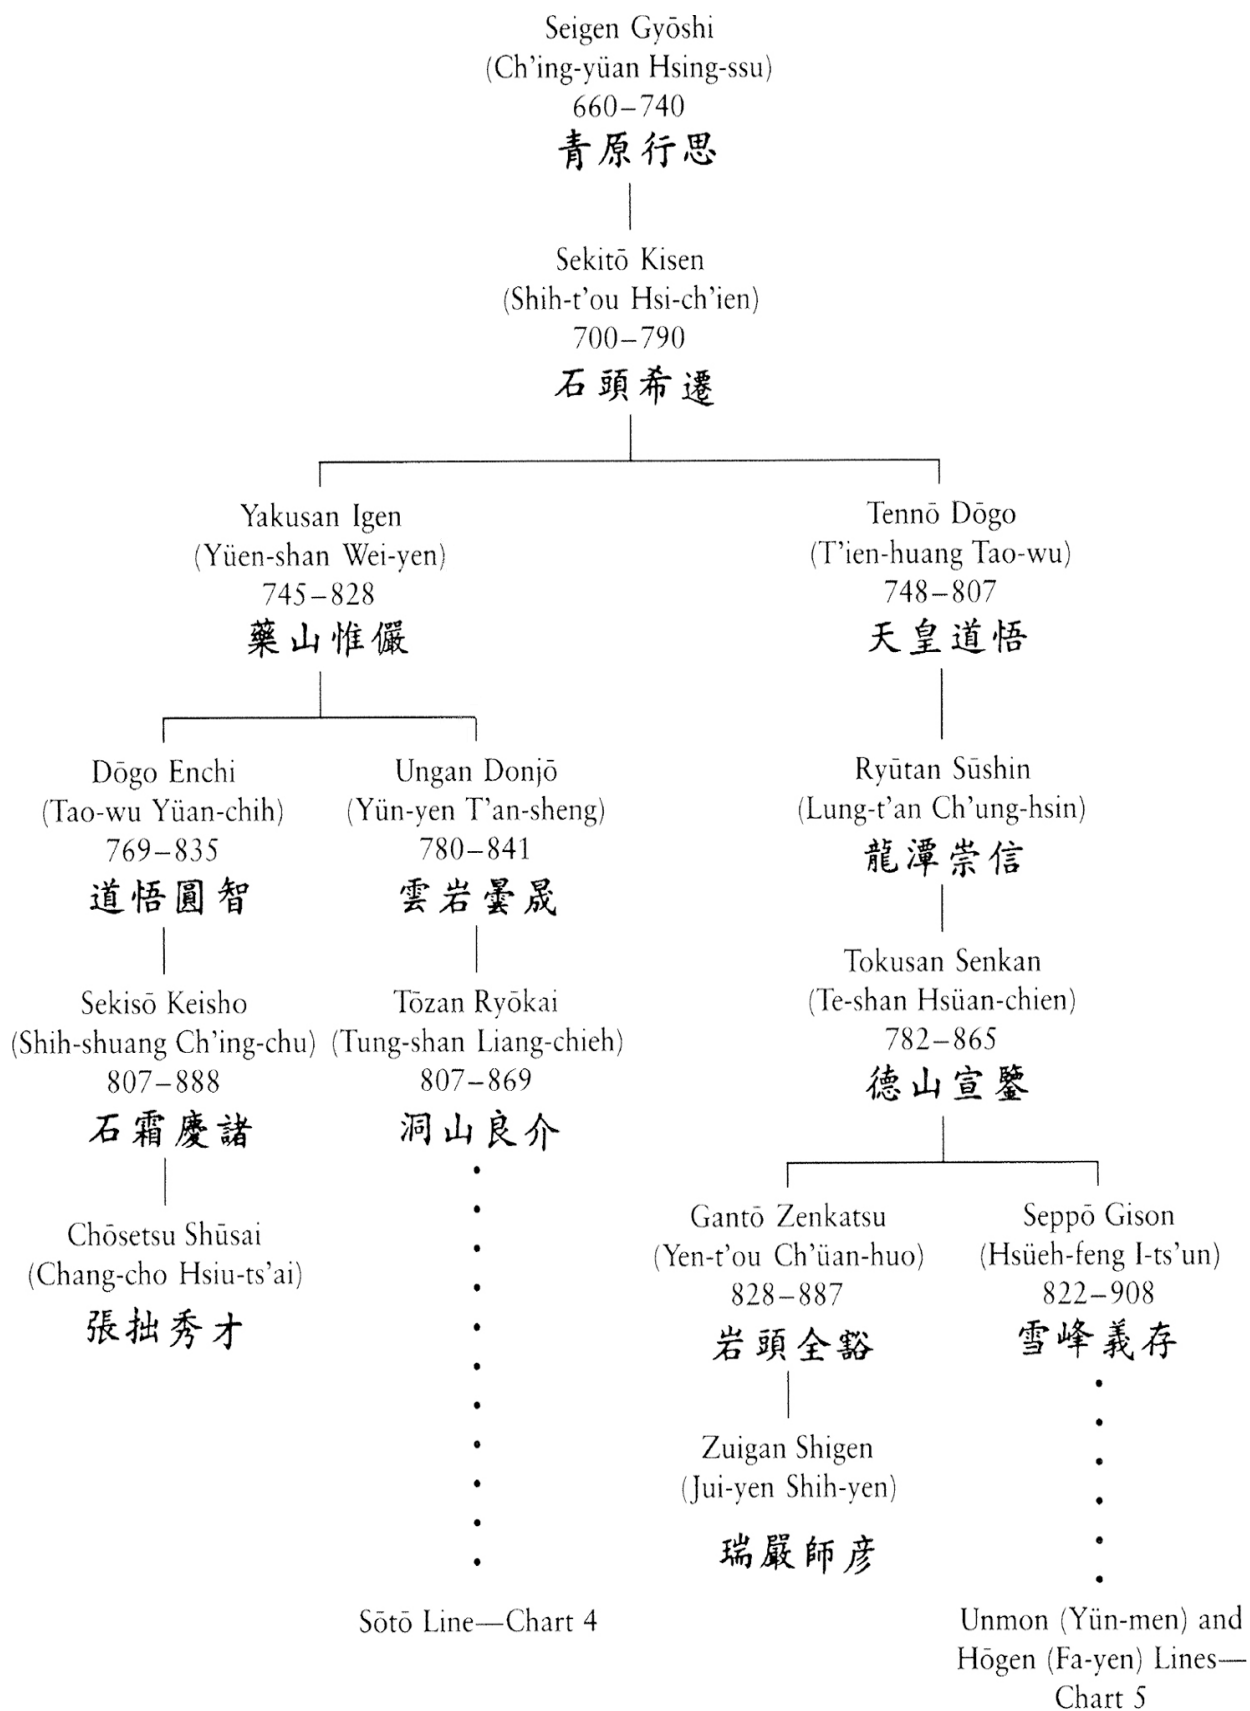 Seigen Gyōshi
(Ch'ing-yüan Hsing-ssu)
660–740
青原行思
Sekitō Kisen
(Shih-t'ou Hsi-ch'ien)
700–790
石頭希遷
Yakusan Igen
(Yüen-shan Wei-yen)
745–828
藥山惟儼
Tennō Dōgo
(T'ien-huang Tao-wu)
748–807
天皇道悟
Dōgo Enchi
(Tao-wu Yüan-chih)
769–835
道悟圓智
Ungan Donjō
(Yün-yen T'an-sheng)
780–841
雲岩曇晟
Ryūtan Sūshin
(Lung-t'an Ch'ung-hsin)
龍潭崇信
Sekisō Keisho
(Shih-shuang Ch'ing-chu)
807–888
石霜慶諸
Tōzan Ryōkai
(Tung-shan Liang-chieh)
807–869
洞山良介
Tokusan Senkan
(Te-shan Hsüan-chien)
782–865
德山宣鑒
Chōsetsu Shūsai
(Chang-cho Hsiu-ts'ai)
張拙秀才
Gantō Zenkatsu
(Yen-t'ou Ch'üan-huo)
828–887
岩頭全豁
Seppō Gison
(Hsüeh-feng I-ts'un)
822–908
雪峰義存
Zuigan Shigen
(Jui-yen Shih-yen)
瑞嚴師彦
Sōtō Line—Chart 4
Unmon (Yün-men) and
Hōgen (Fa-yen) Lines—
Chart 5